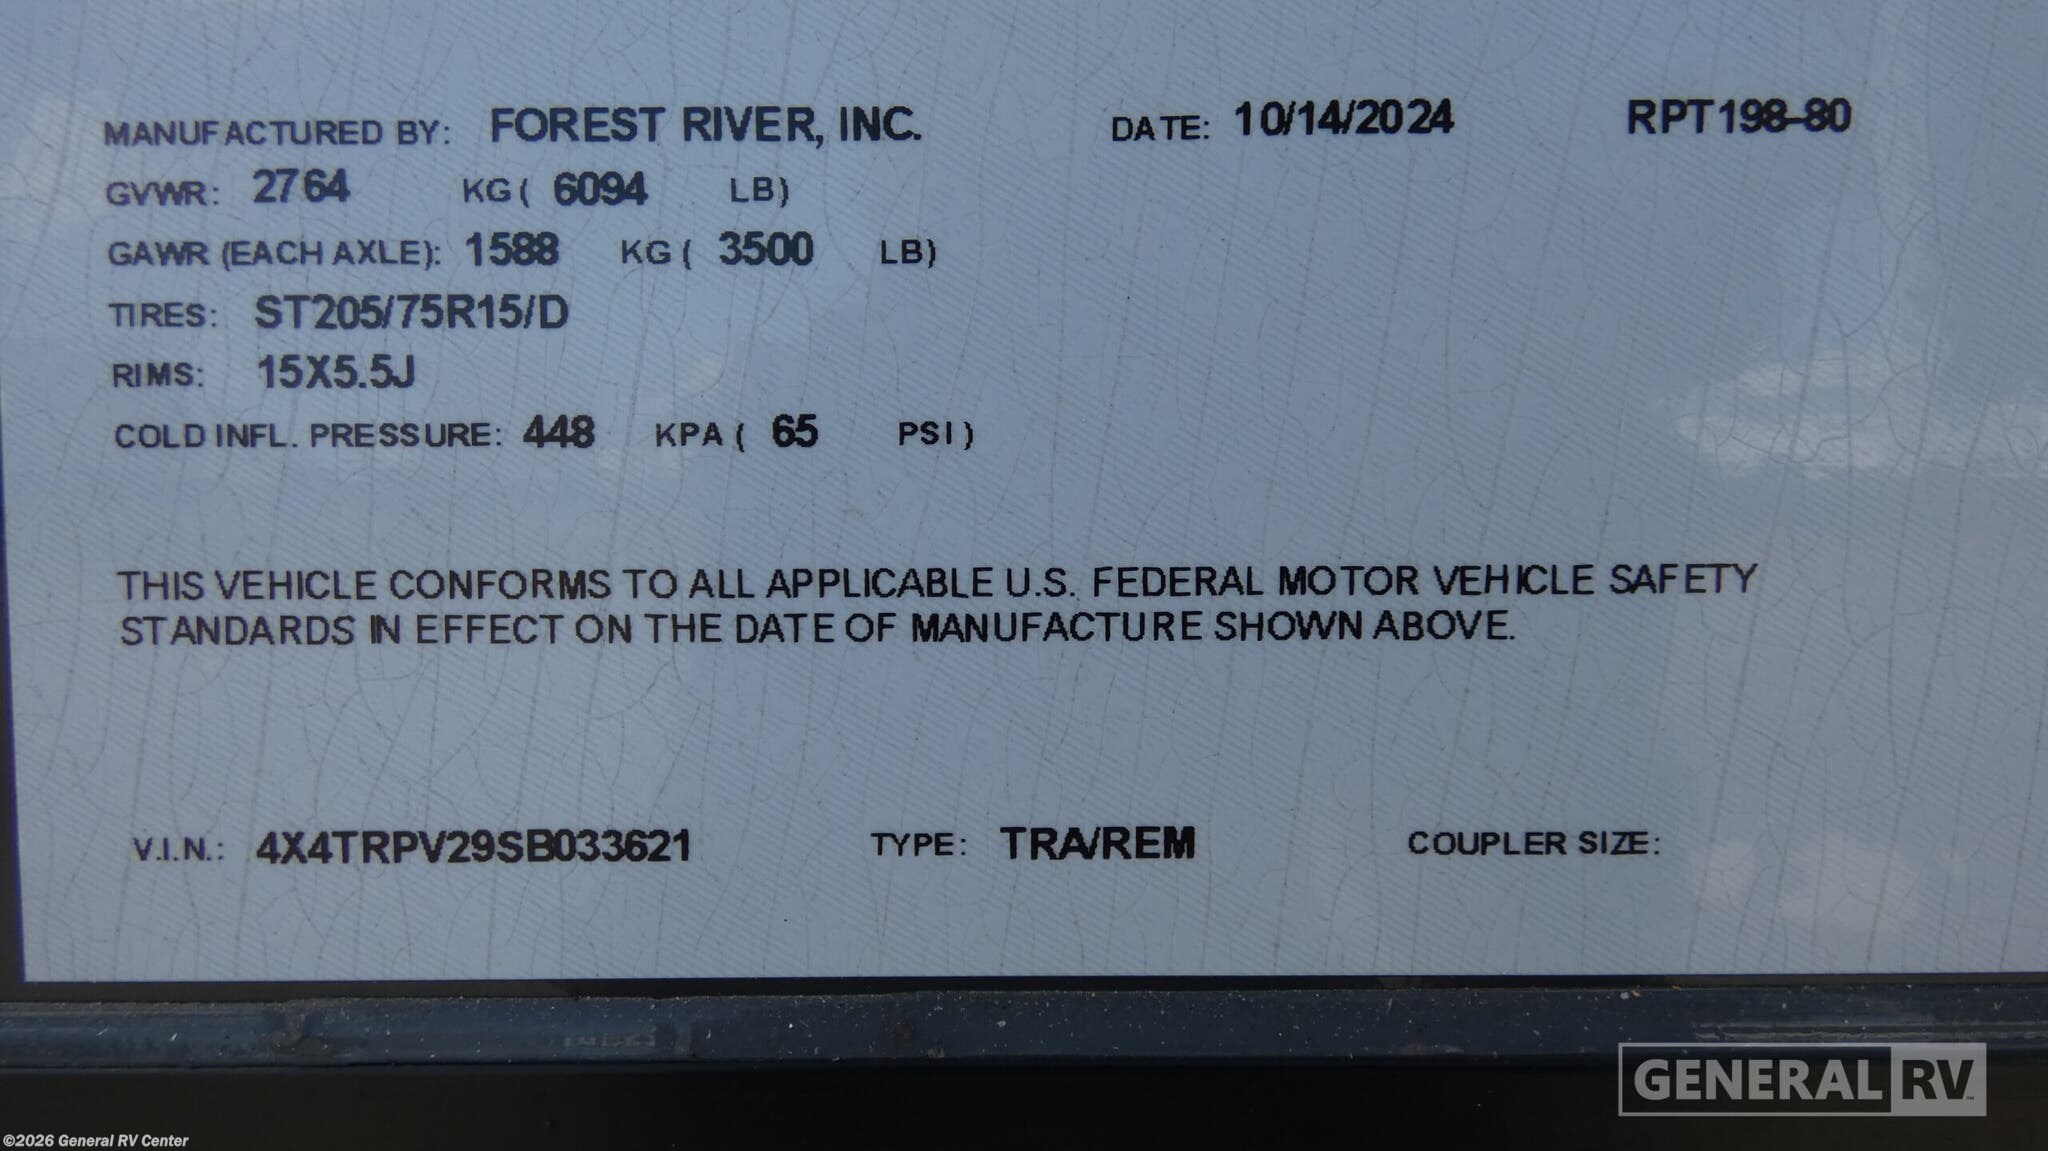 MANUFACTURED BY: FOREST RIVER, INC. DATE: 10/14/2024 RPT198-80
GVWR: 2764 KG ( 6094 LB)
GAWR (EACH AXLE): 1588 KG ( 3500 LB)
TIRES: ST205/75R15/D
RIMS: 15X5.5J
COLD INFL. PRESSURE: 448 KPA ( 65 PSI)
THIS VEHICLE CONFORMS TO ALL APPLICABLE U.S. FEDERAL MOTOR VEHICLE SAFETY
STANDARDS IN EFFECT ON THE DATE OF MANUFACTURE SHOWN ABOVE.
V.I.N.: 4X4TRPV29SB033621 TYPE: TRA/REM COUPLER SIZE:
GENERAL RV
©2026 General RV Center